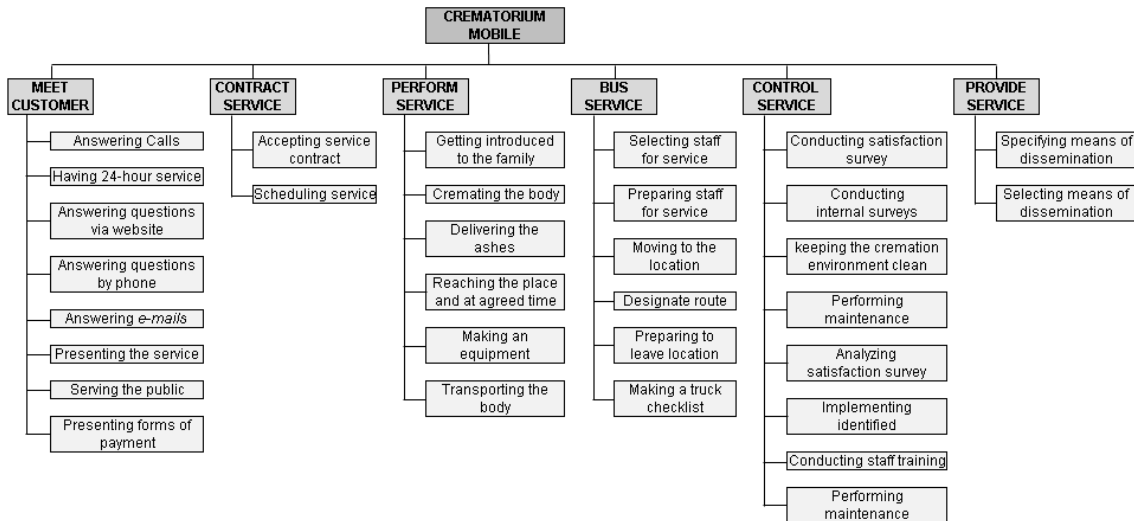 CREMATORIUM
MOBILE
MEET
CUSTOMER
Answering Calls
Having 24-hour service
Answering questions
via website
Answering questions
by phone
Answering e-mails
Presenting the service
Serving the public
Presenting forms of
payment
CONTRACT
SERVICE
Accepting service
contract
Scheduling service
PERFORM
SERVICE
Getting introduced
to the family
Cremating the body
Delivering the
ashes
Reaching the place
and at agreed time
Making an
equipment
Transporting the
body
BUS
SERVICE
Selecting staff
for service
Preparing staff
for service
Moving to the
location
Designate route
Preparing to
leave location
Making a truck
checklist
CONTROL
SERVICE
Conducting satisfaction
survey
Conducting
internal surveys
keeping the cremation
environment clean
Performing
maintenance
Analyzing
satisfaction survey
Implementing
identified
Conducting staff training
Performing
maintenance
PROVIDE
SERVICE
Specifying means of
dissemination
Selecting means of
dissemination